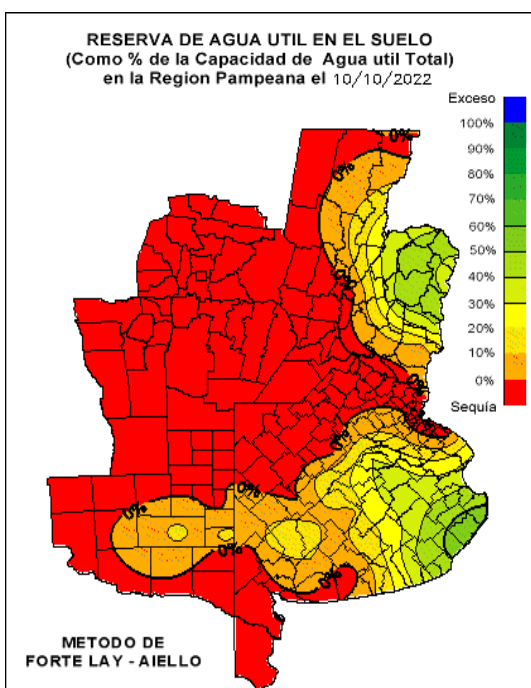 RESERVA DE AGUA UTIL EN EL SUELO
(Como % de la Capacidad de Agua util Total)
en la Region Pampeana el 10/10/2022
Exceso
100%
90%
80%
70%
60%
50%
40%
30%
20%
10%
0%
Sequía
0%
0%
0%
0%
0%
0%
0%
0%
0%
METODO DE
FORTE LAY - AIELLO